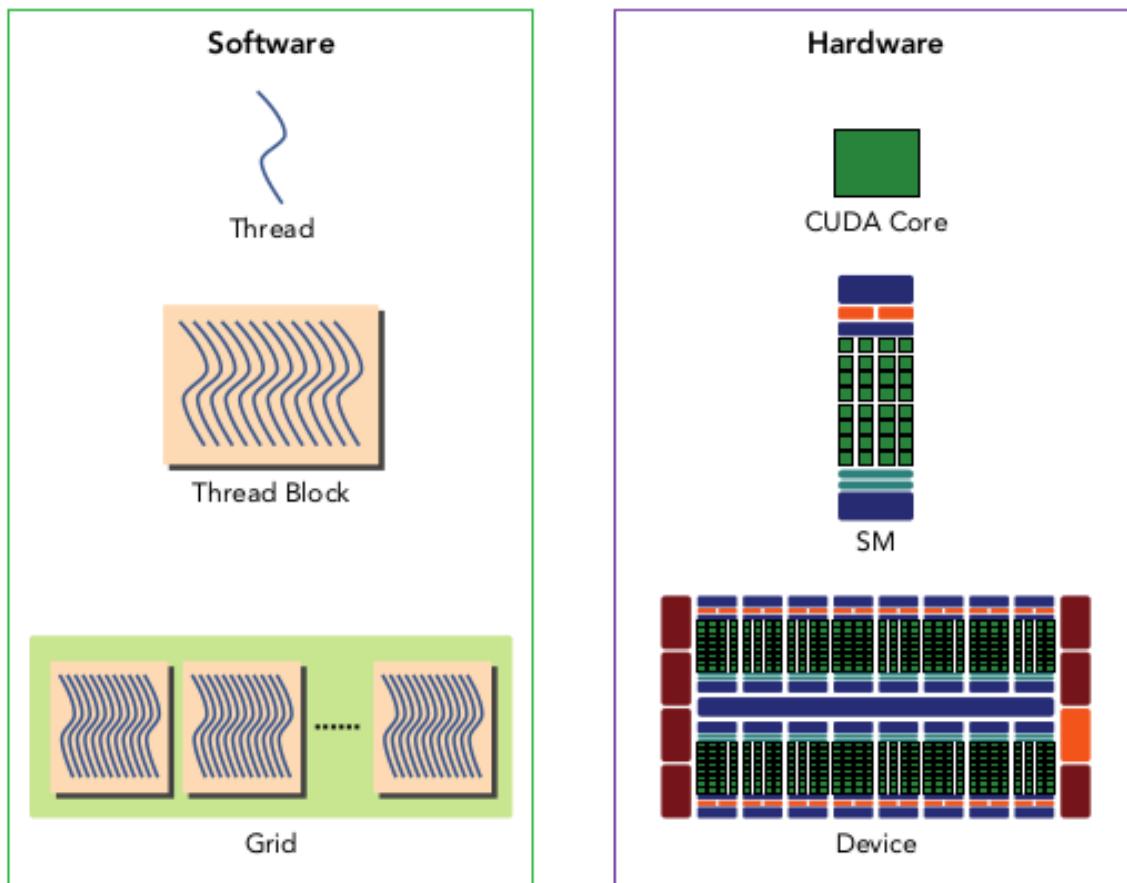 Software
Thread
Thread Block
Grid
Hardware
CUDA Core
SM
Device